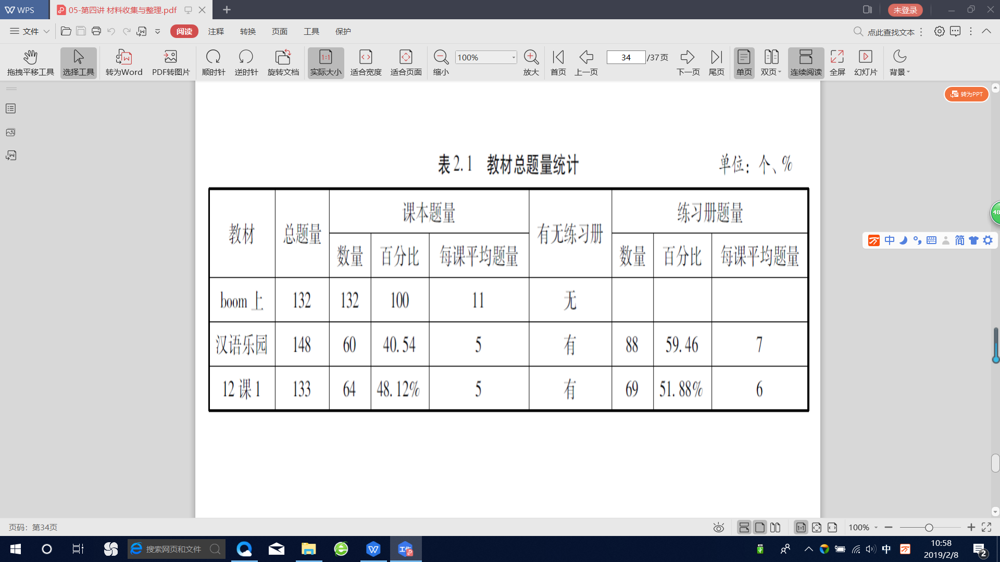 WPS
05-第四讲 材料收集与整理.pdf
未登录
文件
阅读
注释
转换
页面
工具
保护
点此查找文本
拖拽平移工具
选择工具
转为Word
PDF转图片
顺时针
逆时针
旋转文档
1:1
实际大小
适合宽度
适合页面
缩小
100%
放大
首页
上一页
34
/37页
下一页
尾页
单页
双页
连续阅读
全屏
幻灯片
背景
转为PPT
表 2.1 教材总题量统计
单位：个、%
教材
总题量
课本题量
有无练习册
练习册题量
数量 百分比 每课平均题量
数量 百分比 每课平均题量
boom 上 132 132 100 11 无
汉语乐园 148 60 40.54 5 有 88 59.46 7
12 课 1 133 64 48.12% 5 有 69 51.88% 6
48
中
简
页码：第34页
1:1
100%
搜索网页和文件
中
10:58
2019/2/8
2